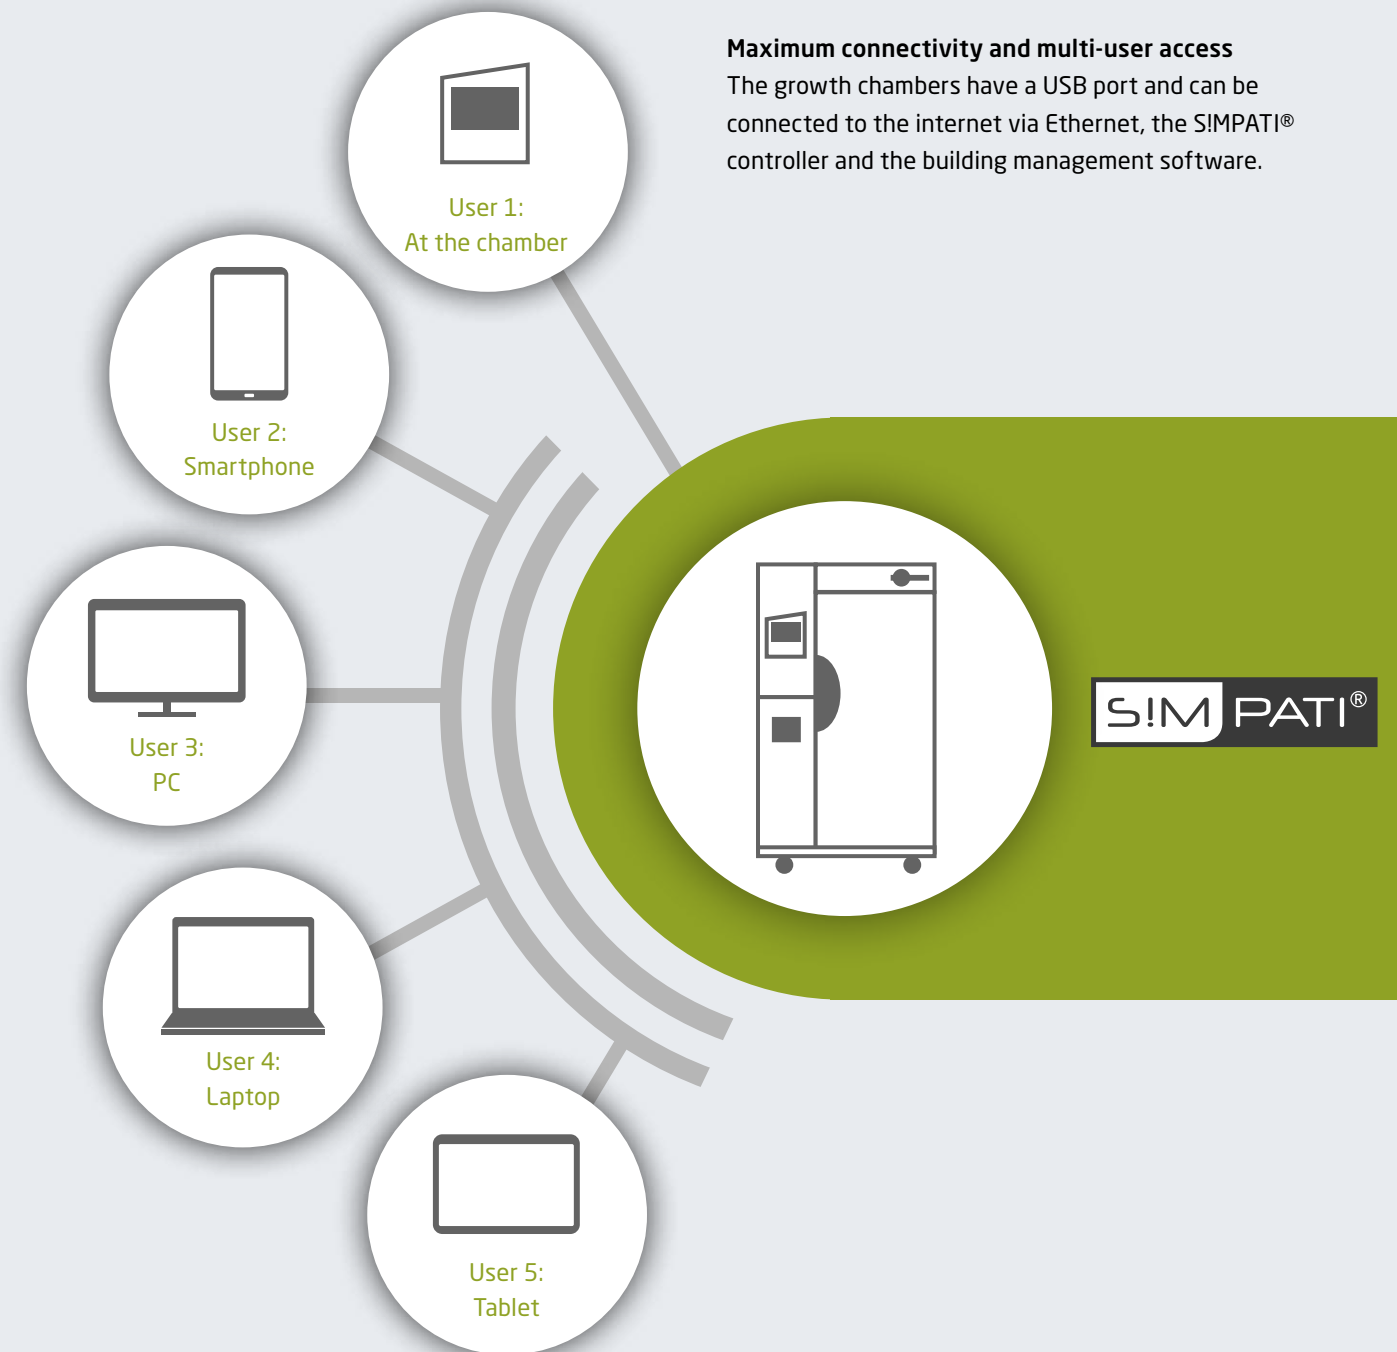 Maximum connectivity and multi-user access
The growth chambers have a USB port and can be
connected to the internet via Ethernet, the S!MPATI®
controller and the building management software.
User 1:
At the chamber
User 2:
Smartphone
User 3:
PC
S!MPATI®
User 4:
Laptop
User 5:
Tablet